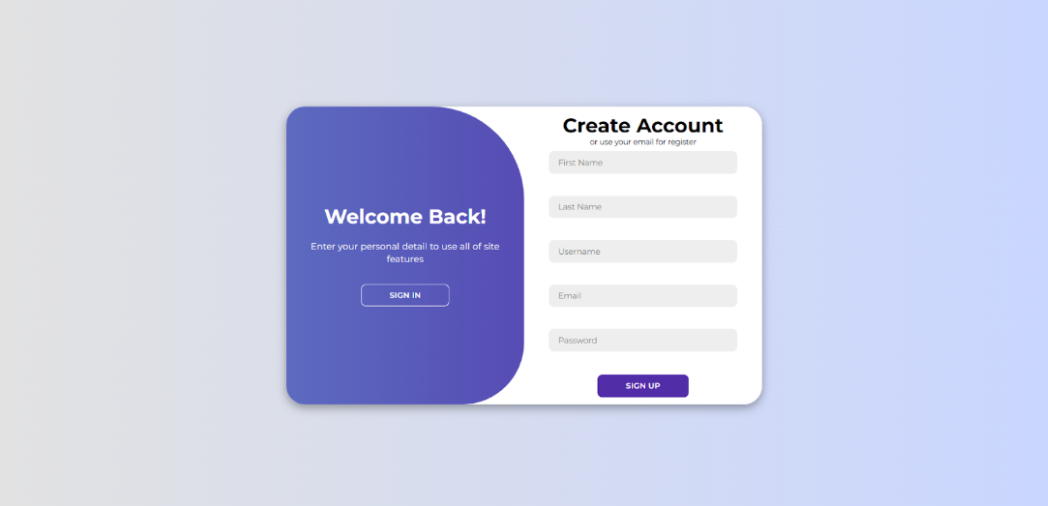 Welcome Back!
Enter your personal detail to use all of site
features
SIGN IN
Create Account
or use your email for register
First Name
Last Name
Username
Email
Password
SIGN UP